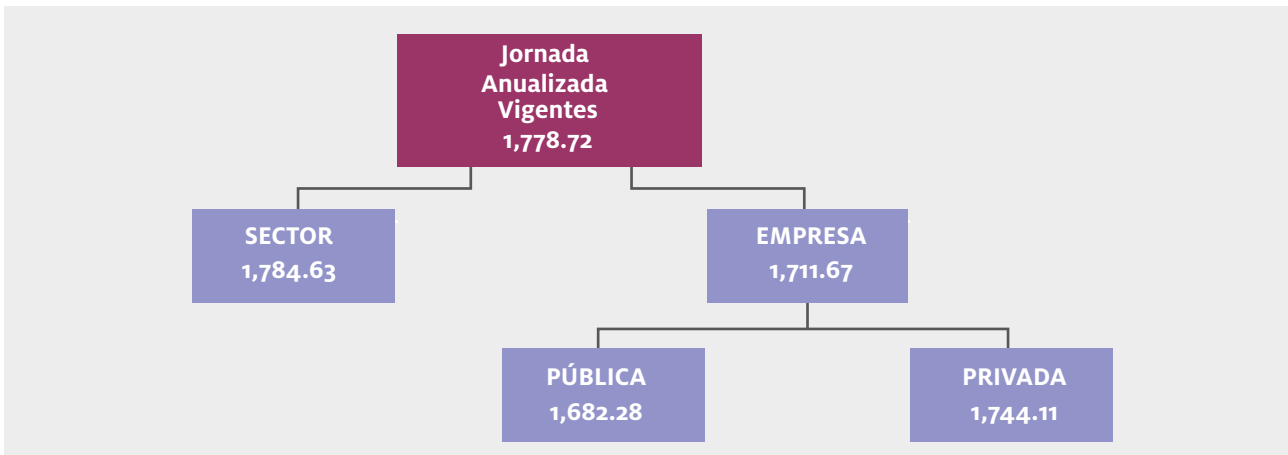 Jornada
Anualizada
Vigentes
1,778.72
SECTOR
1,784.63
EMPRESA
1,711.67
PÚBLICA
1,682.28
PRIVADA
1,744.11